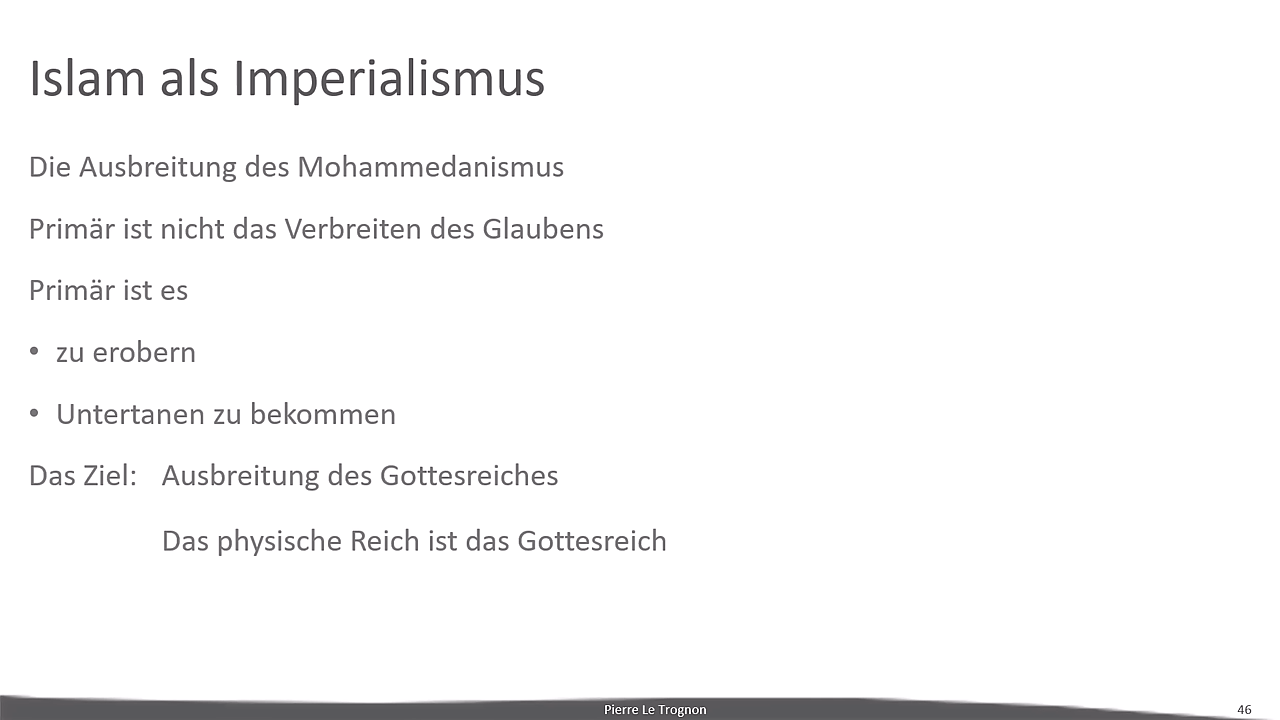 Islam als Imperialismus
Die Ausbreitung des Mohammedanismus
Primär ist nicht das Verbreiten des Glaubens
Primär ist es
• zu erobern
• Untertanen zu bekommen
Das Ziel: Ausbreitung des Gottesreiches
Das physische Reich ist das Gottesreich
Pierre Le Trognon
46